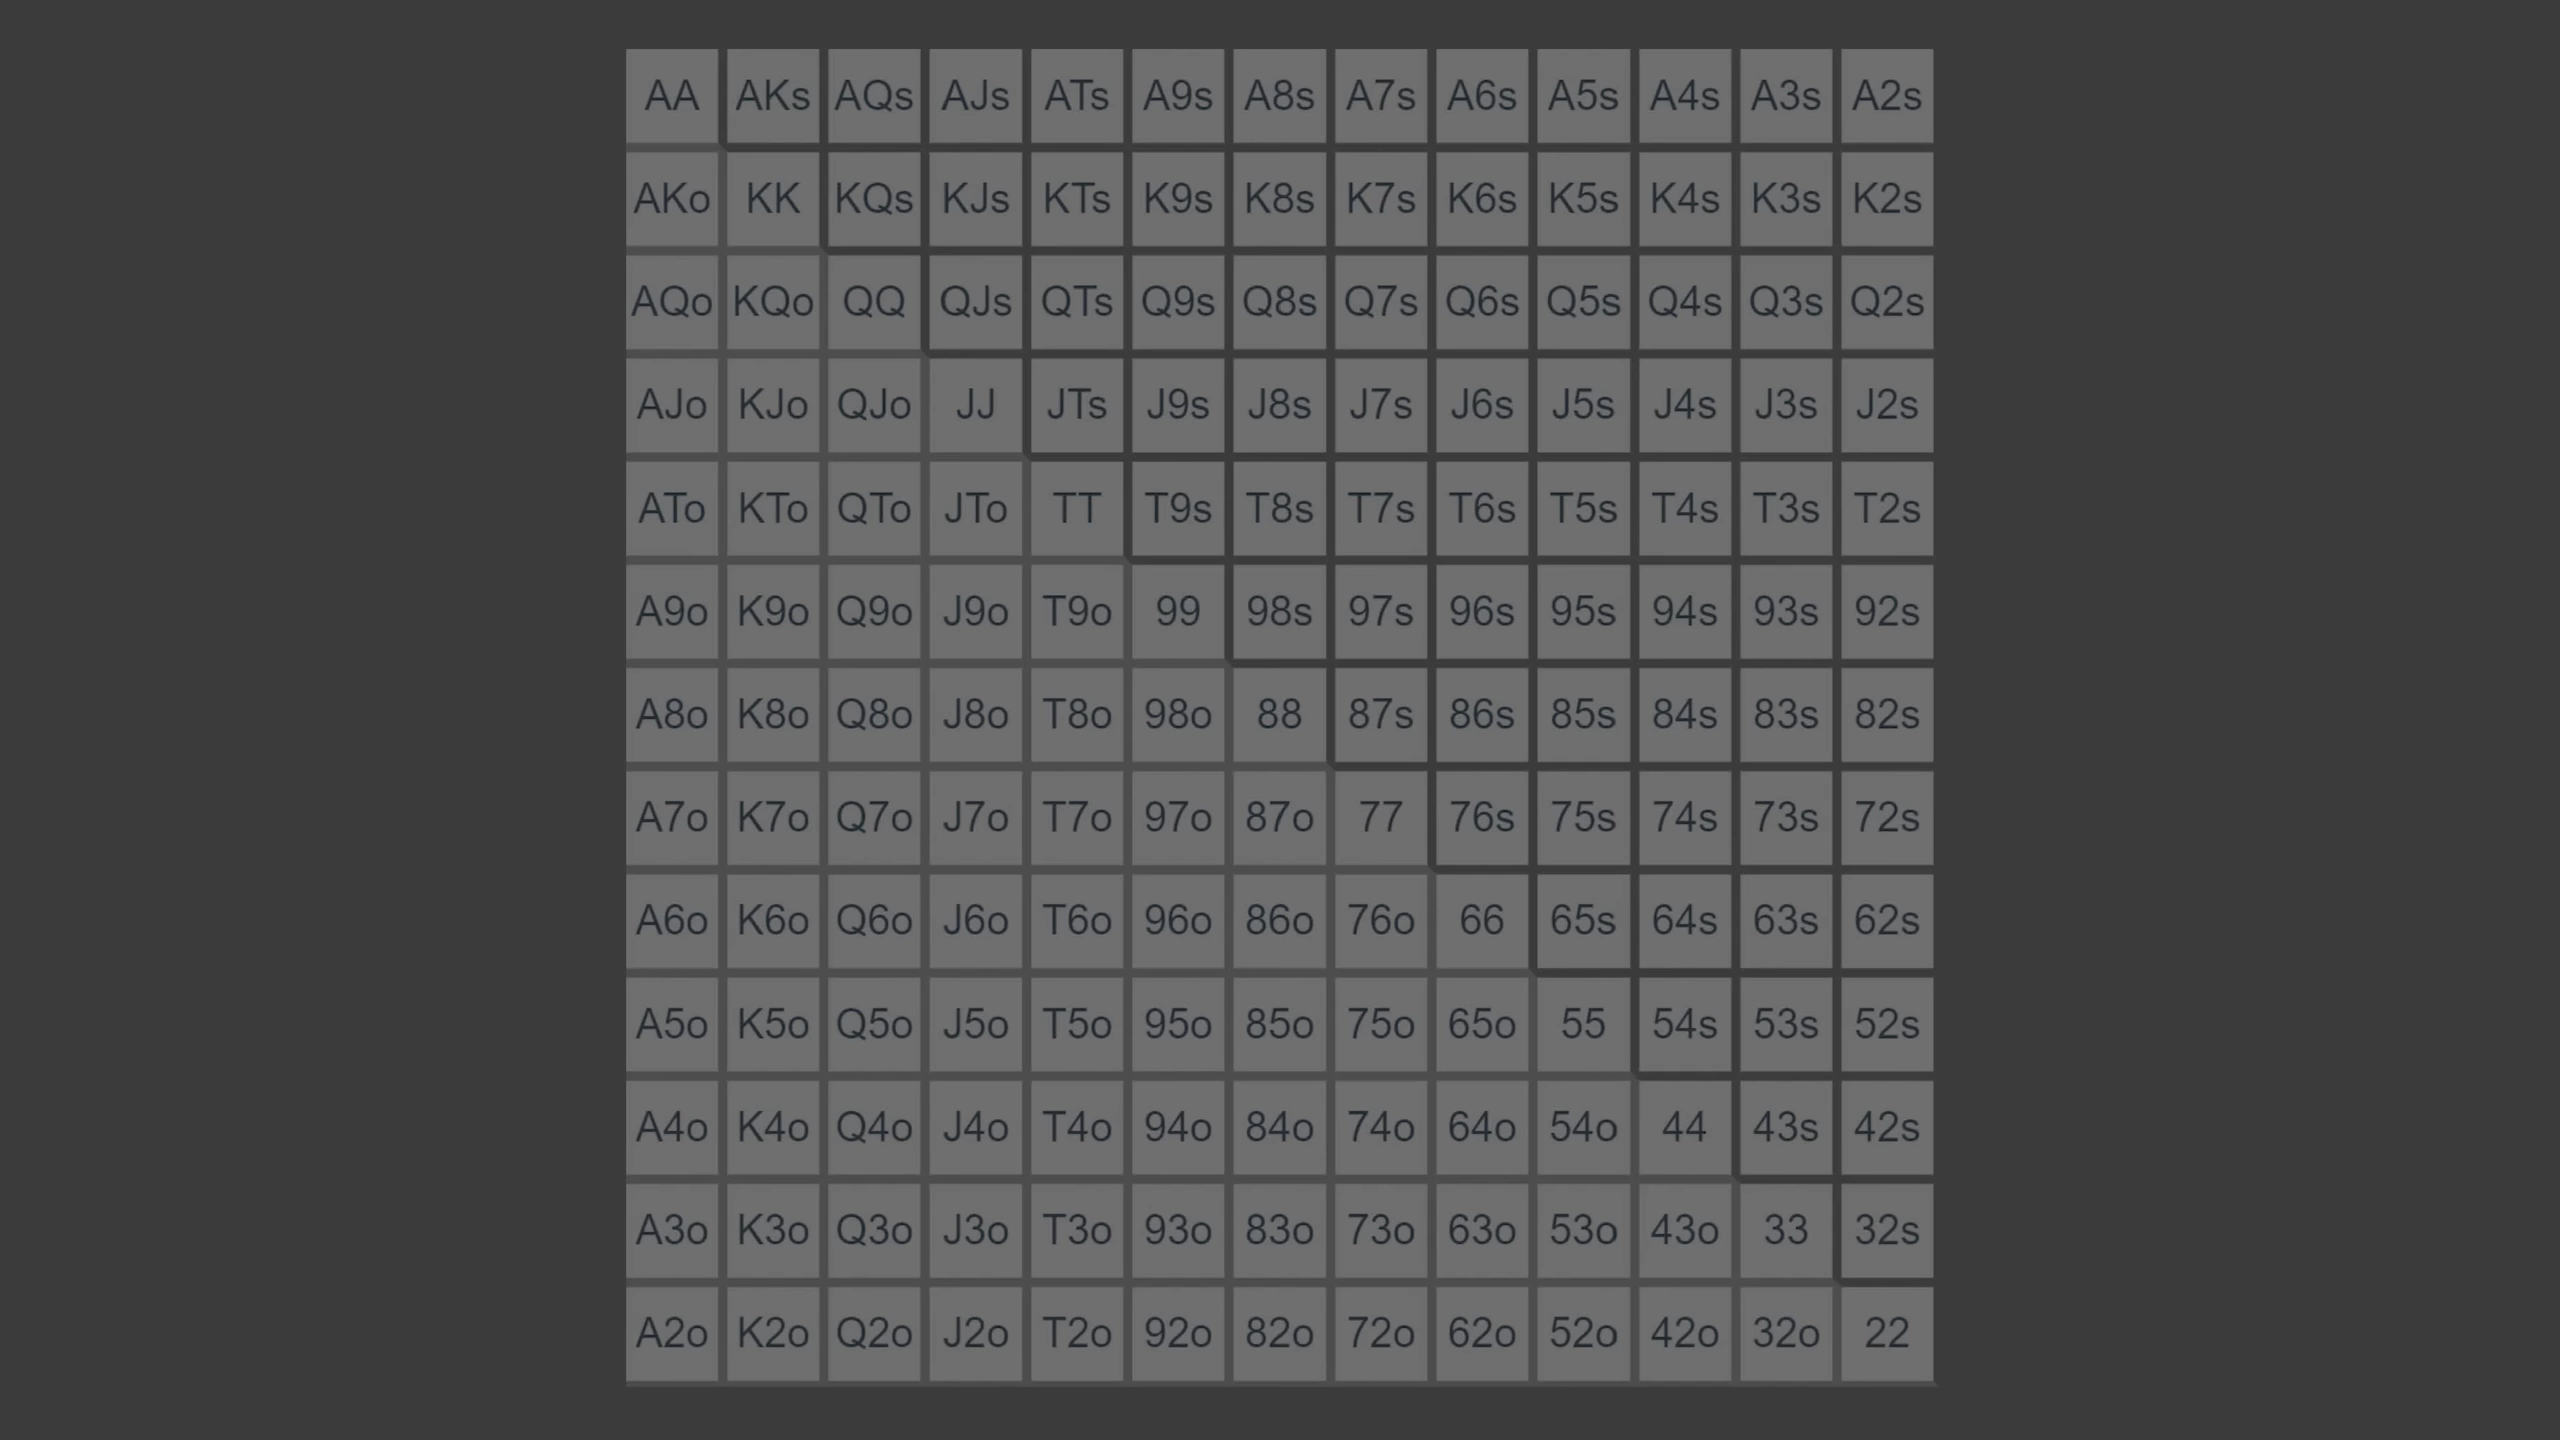 AA AKs AQs AJs ATs A9s A8s A7s A6s A5s A4s A3s A2s
AKo KK KQs KJs KTs K9s K8s K7s K6s K5s K4s K3s K2s
AQo KQo QQ QJs QTs Q9s Q8s Q7s Q6s Q5s Q4s Q3s Q2s
AJo KJo QJo JJ JTs J9s J8s J7s J6s J5s J4s J3s J2s
ATo KTo QTo JTo TT T9s T8s T7s T6s T5s T4s T3s T2s
A9o K9o Q9o J9o T9o 99 98s 97s 96s 95s 94s 93s 92s
A8o K8o Q8o J8o T8o 98o 88 87s 86s 85s 84s 83s 82s
A7o K7o Q7o J7o T7o 97o 87o 77 76s 75s 74s 73s 72s
A6o K6o Q6o J6o T6o 96o 86o 76o 66 65s 64s 63s 62s
A5o K5o Q5o J5o T5o 95o 85o 75o 65o 55 54s 53s 52s
A4o K4o Q4o J4o T4o 94o 84o 74o 64o 54o 44 43s 42s
A3o K3o Q3o J3o T3o 93o 83o 73o 63o 53o 43o 33 32s
A2o K2o Q2o J2o T2o 92o 82o 72o 62o 52o 42o 32o 22